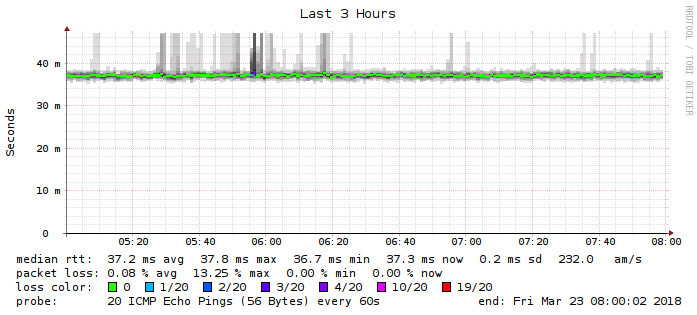 Last 3 Hours
RRDTOOL / TOBI OETIKER
Seconds
40 m
30 m
20 m
10 m
0
05:20 05:40 06:00 06:20 06:40 07:00 07:20 07:40 08:00
median rtt: 37.2 ms avg 37.8 ms max 36.7 ms min 37.3 ms now 0.2 ms sd 232.0 am/s
packet loss: 0.08 % avg 13.25 % max 0.00 % min 0.00 % now
loss color: 0 1/20 2/20 3/20 4/20 10/20 19/20
probe: 20 ICMP Echo Pings (56 Bytes) every 60s end: Fri Mar 23 08:00:02 2018